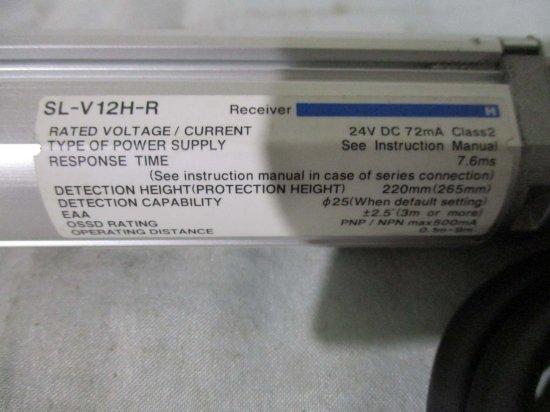 SL-V12H-R Receiver H
RATED VOLTAGE / CURRENT 24V DC 72mA Class2
TYPE OF POWER SUPPLY See Instruction Manual
RESPONSE TIME 7.6ms
(See instruction manual in case of series connection)
DETECTION HEIGHT(PROTECTION HEIGHT) 220mm(265mm)
DETECTION CAPABILITY ϕ25(When default setting)
EAA ±2.5°(3m or more)
OSSD RATING PNP / NPN max500mA
OPERATING DISTANCE 0.1m~8m